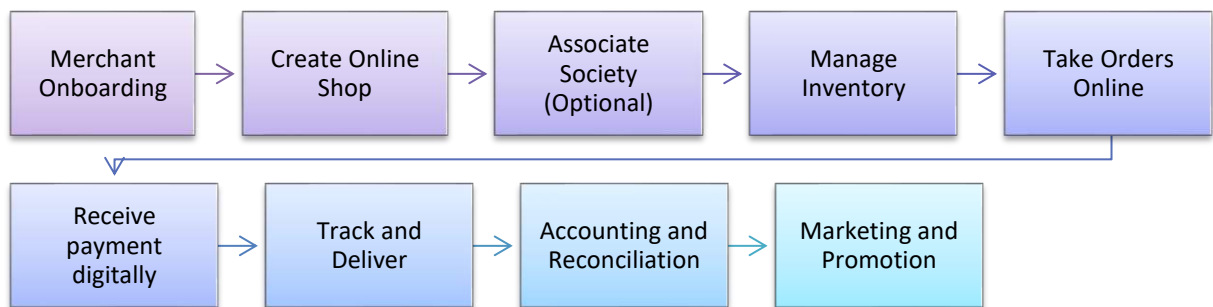 Merchant
Onboarding
Create Online
Shop
Associate
Society
(Optional)
Manage
Inventory
Take Orders
Online
Receive
payment
digitally
Track and
Deliver
Accounting and
Reconciliation
Marketing and
Promotion